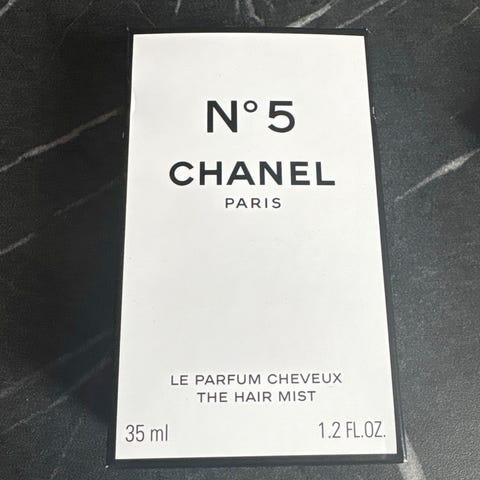 N° 5
CHANEL
PARIS
LE PARFUM CHEVEUX
THE HAIR MIST
35 ml 1.2 FL.OZ.